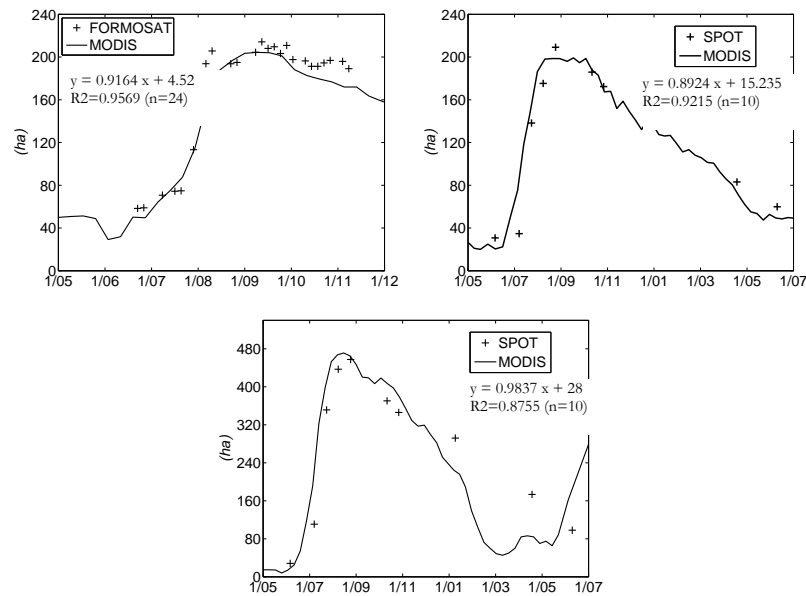 240
200
160
120
80
40
0
(ha)
+ FORMOSAT
MODIS
y = 0.9164 x + 4.52
R2=0.9569 (n=24)
1/05 1/06 1/07 1/08 1/09 1/10 1/11 1/12
240
200
160
120
80
40
0
(ha)
+ SPOT
MODIS
y = 0.8924 x + 15.235
R2=0.9215 (n=10)
1/05 1/07 1/09 1/11 1/01 1/03 1/05 1/07
480
400
320
240
160
80
0
(ha)
+ SPOT
MODIS
y = 0.9837 x + 28
R2=0.8755 (n=10)
1/05 1/07 1/09 1/11 1/01 1/03 1/05 1/07